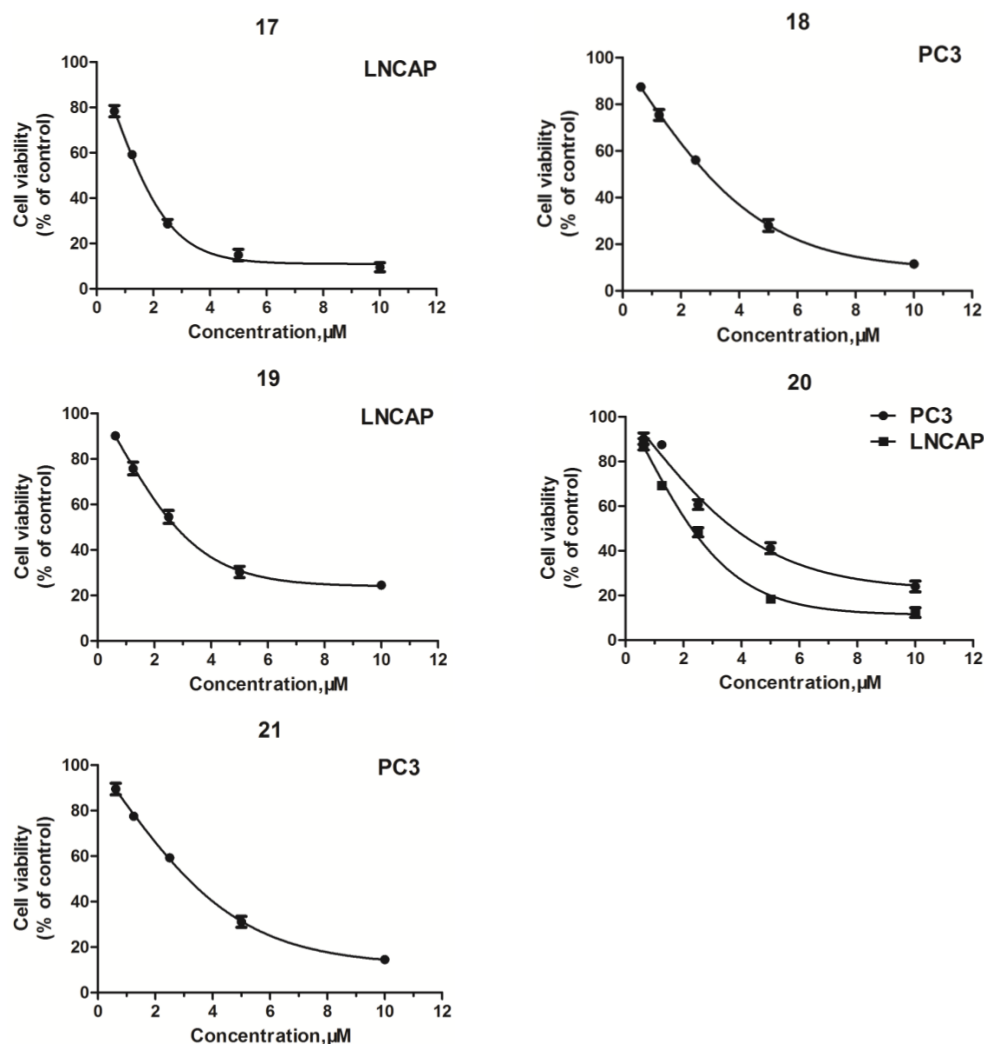 17
LNCAP
100
80
60
40
20
0
0 2 4 6 8 10 12
Cell viability
(% of control)
Concentration,µM
18
PC3
100
80
60
40
20
0
0 2 4 6 8 10 12
Cell viability
(% of control)
Concentration,µM
19
LNCAP
100
80
60
40
20
0
0 2 4 6 8 10 12
Cell viability
(% of control)
Concentration,µM
20
PC3
LNCAP
100
80
60
40
20
0
0 2 4 6 8 10 12
Cell viability
(% of control)
Concentration,µM
21
PC3
100
80
60
40
20
0
0 2 4 6 8 10 12
Cell viability
(% of control)
Concentration,µM